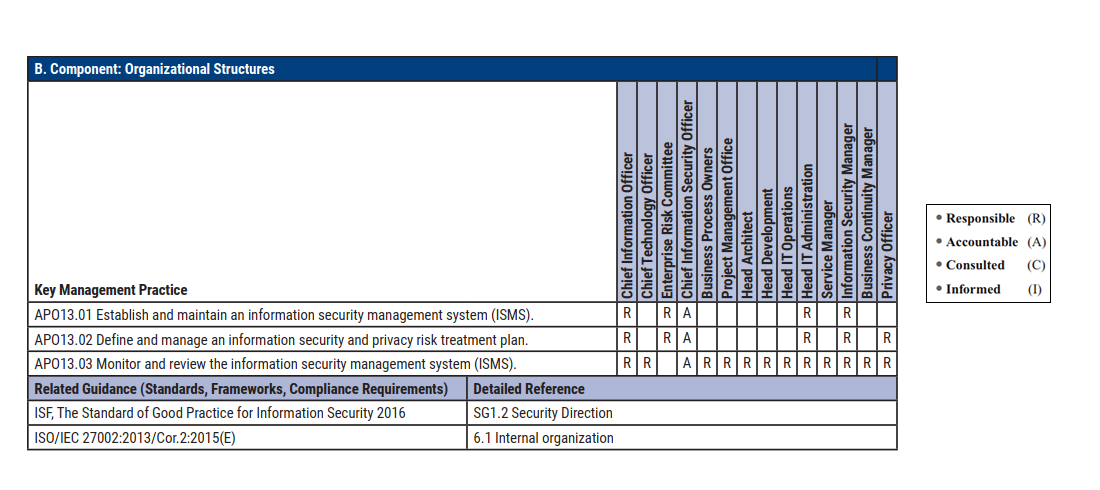 B. Component: Organizational Structures
Key Management Practice
Chief Information Officer
Chief Technology Officer
Enterprise Risk Committee
Chief Information Security Officer
Business Process Owners
Project Management Office
Head Architect
Head Development
Head IT Operations
Head IT Administration
Service Manager
Information Security Manager
Business Continuity Manager
Privacy Officer
APO13.01 Establish and maintain an information security management system (ISMS). R R A R R
APO13.02 Define and manage an information security and privacy risk treatment plan. R R A R R R
APO13.03 Monitor and review the information security management system (ISMS). R R A R R R R R R R R R R
Related Guidance (Standards, Frameworks, Compliance Requirements) Detailed Reference
ISF, The Standard of Good Practice for Information Security 2016 SG1.2 Security Direction
ISO/IEC 27002:2013/Cor.2:2015(E) 6.1 Internal organization
• Responsible (R)
• Accountable (A)
• Consulted (C)
• Informed (I)